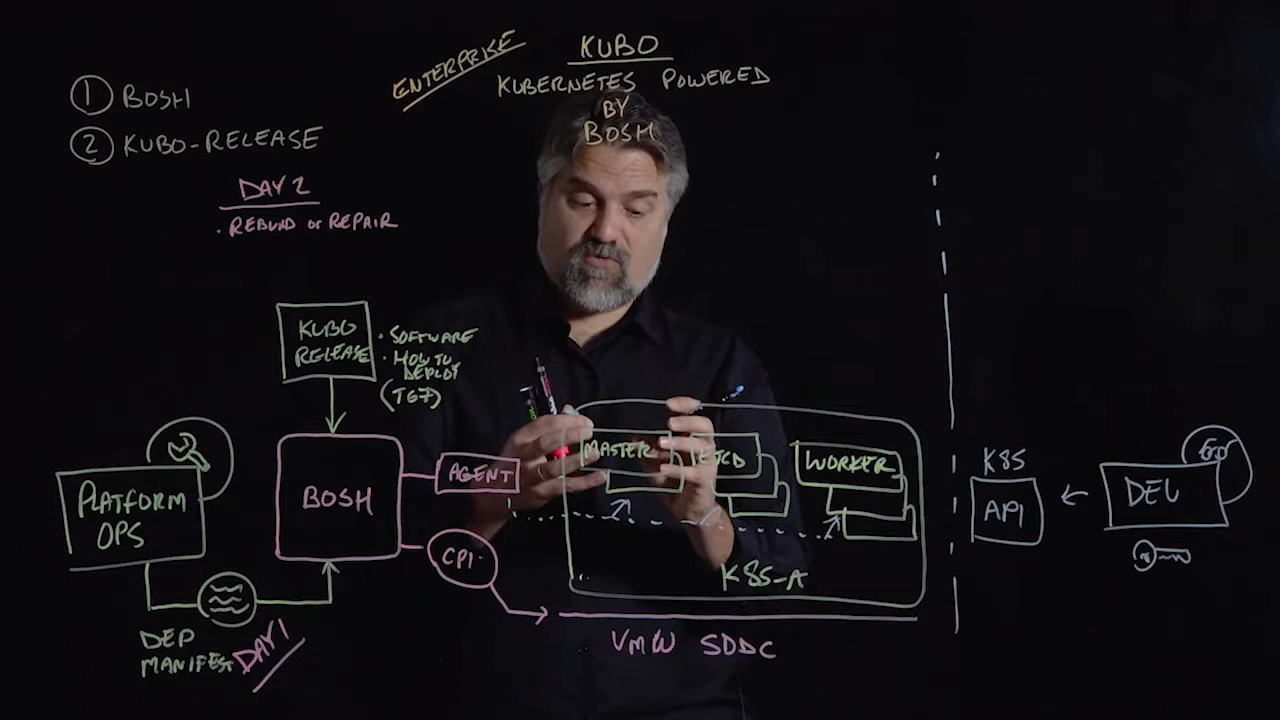 ENTERPRISE
KUBO
KUBERNETES POWERED
BY
BOSH
1 BOSH
2 KUBO-RELEASE
DAY 2
· REBUILD or REPAIR
KUBO
RELEASE
· SOFTWARE
· HOW TO
DEPLOY
PLATFORM
OPS
BOSH
AGENT
CPI
DEP
MANIFEST
DAY 1
MASTER
ETCD
WORKER
K8S-A
VMW SDDC
K8S
API
DEV